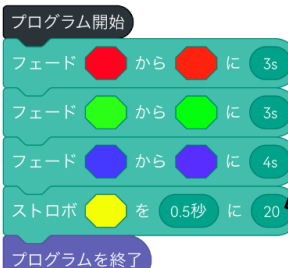 プログラム開始
フェード から に 3s
フェード から に 3s
フェード から に 4s
ストロボ を 0.5秒 に 20
プログラムを終了